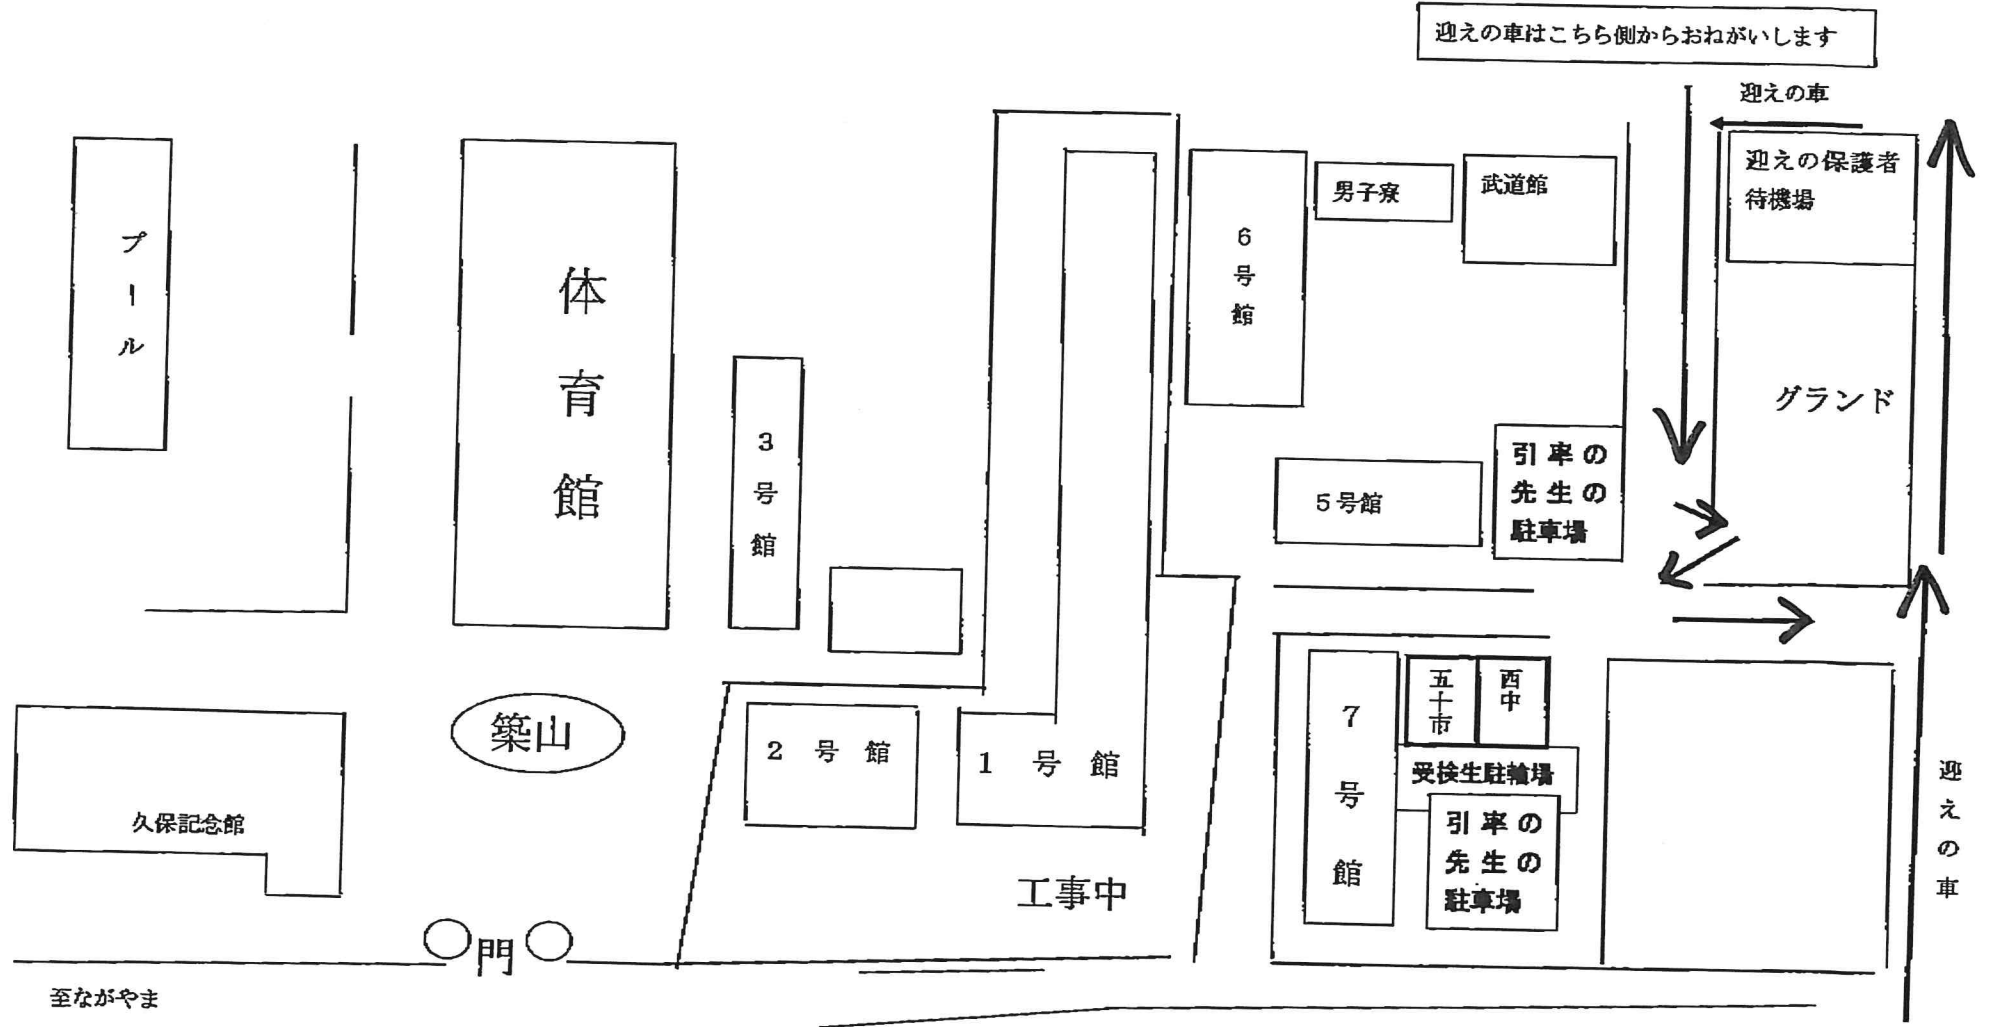 迎えの車はこちら側からおねがいします
迎えの車
迎えの保護者
待機場
グランド
男子寮
武道館
6号館
プール
体育館
3号館
引率の
先生の
駐車場
5号館
五十市
西中
7号館
受検生駐輪場
引率の
先生の
駐車場
築山
2号館
1号館
久保記念館
工事中
門
至ながやま
迎えの車